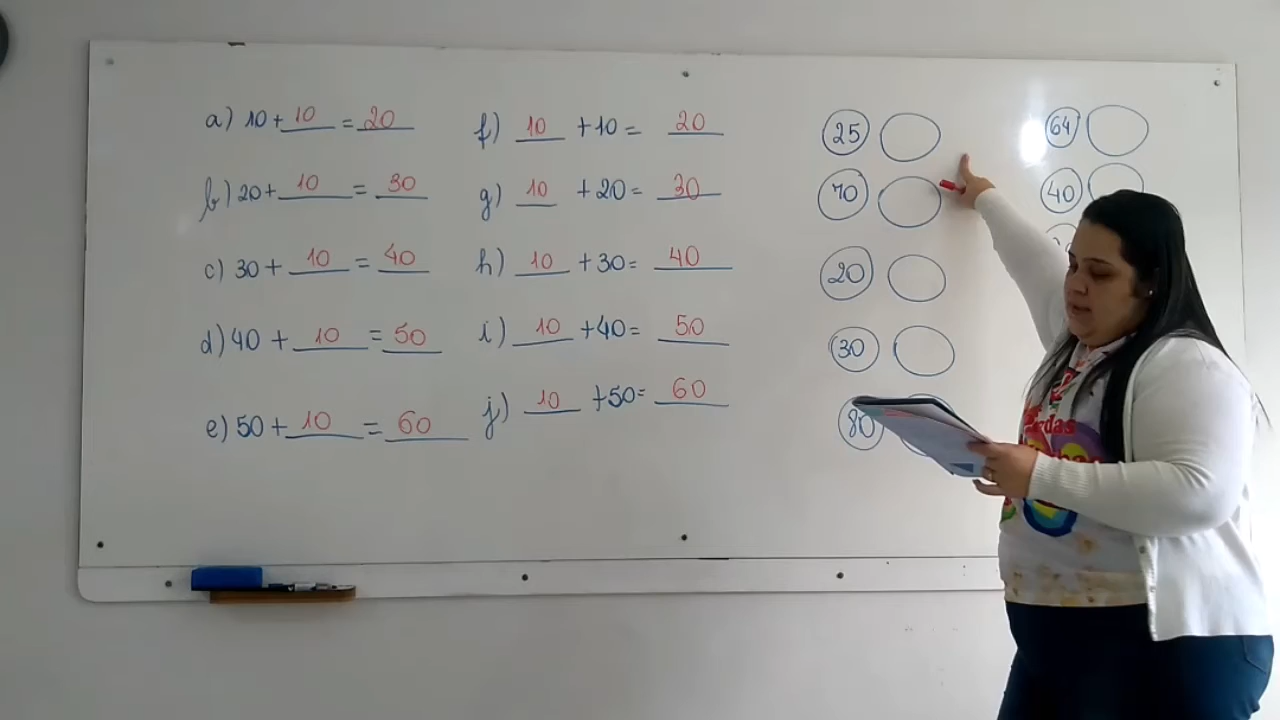 a) 10 + 10 = 20
b) 20 + 10 = 30
c) 30 + 10 = 40
d) 40 + 10 = 50
e) 50 + 10 = 60
f) 10 + 10 = 20
g) 10 + 20 = 30
h) 10 + 30 = 40
i) 10 + 40 = 50
j) 10 + 50 = 60
25
70
20
30
80
64
40